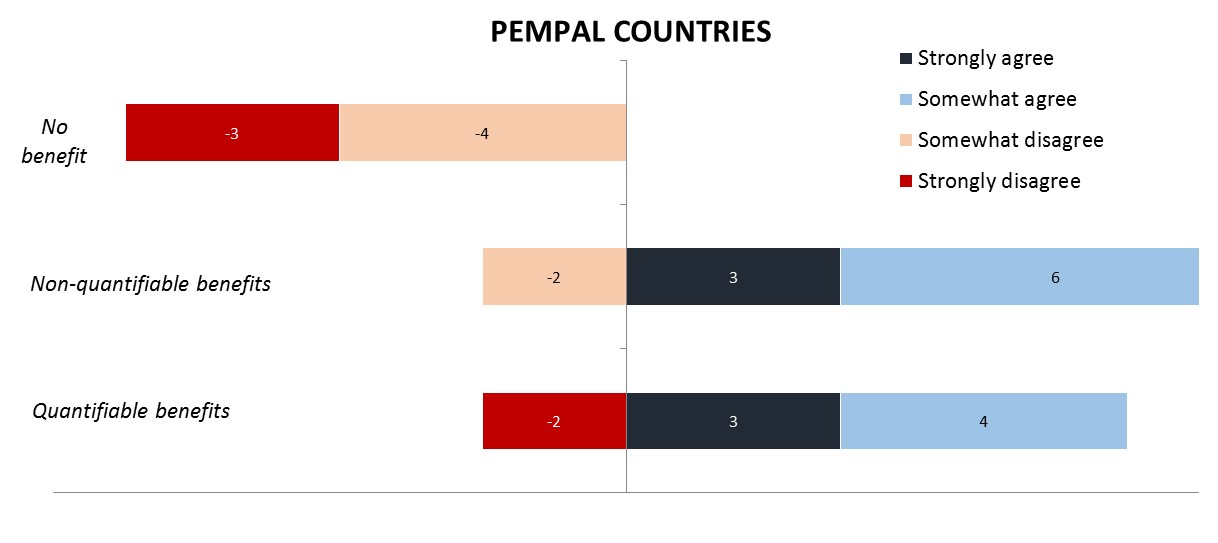 PEMPAL COUNTRIES
Strongly agree
Somewhat agree
Somewhat disagree
Strongly disagree
No
benefit
-3
-4
Non-quantifiable benefits
-2
3
6
Quantifiable benefits
-2
3
4